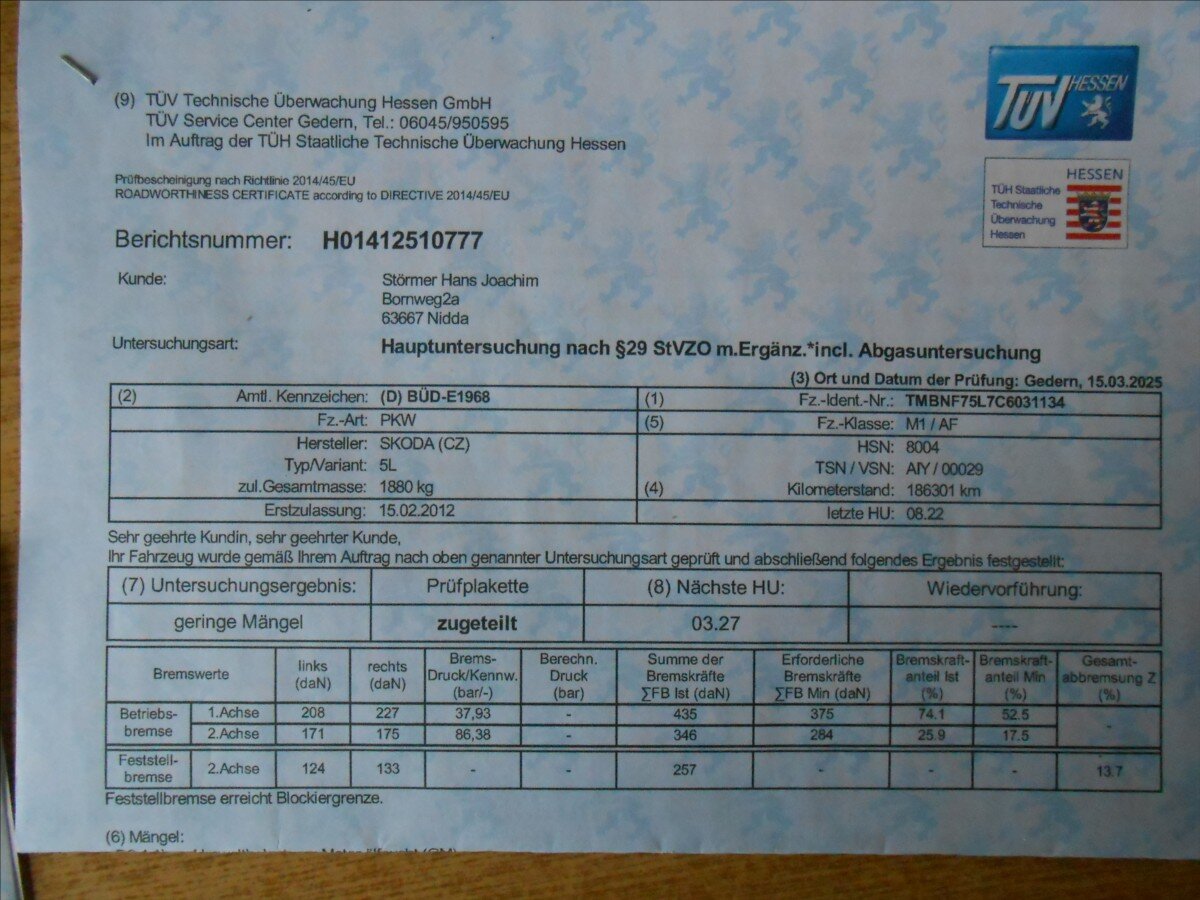 (9) TÜV Technische Überwachung Hessen GmbH
TÜV Service Center Gedern, Tel.: 06045/950595
Im Auftrag der TÜH Staatliche Technische Überwachung Hessen
TÜV HESSEN
Prüfbescheinigung nach Richtlinie 2014/45/EU
ROADWORTHINESS CERTIFICATE according to DIRECTIVE 2014/45/EU
HESSEN
TÜH Staatliche
Technische
Überwachung
Hessen
Berichtsnummer: H01412510777
Kunde: Störmer Hans Joachim
Bornweg2a
63667 Nidda
Untersuchungsart: Hauptuntersuchung nach §29 StVZO m.Ergänz.*incl. Abgasuntersuchung
(3) Ort und Datum der Prüfung: Gedern, 15.03.2025
(2) Amtl. Kennzeichen: (D) BÜD-E1968 (1) Fz.-Ident.-Nr.: TMBNF75L7C6031134
Fz.-Art: PKW (5) Fz.-Klasse: M1 / AF
Hersteller: SKODA (CZ) HSN: 8004
Typ/Variant: 5L TSN / VSN: AIY / 00029
zul.Gesamtmasse: 1880 kg (4) Kilometerstand: 186301 km
Erstzulassung: 15.02.2012 letzte HU: 08.22
Sehr geehrte Kundin, sehr geehrter Kunde,
Ihr Fahrzeug wurde gemäß Ihrem Auftrag nach oben genannter Untersuchungsart geprüft und abschließend folgendes Ergebnis festgestellt:
(7) Untersuchungsergebnis: Prüfplakette (8) Nächste HU: Wiedervorführung:
geringe Mängel zugeteilt 03.27 ----
Bremswerte links (daN) rechts (daN) Brems-Druck/Kennw. (bar/-) Berechn. Druck (bar) Summe der Bremskräfte ∑FB Ist (daN) Erforderliche Bremskräfte ∑FB Min (daN) Bremskraft-anteil Ist (%) Bremskraft-anteil Min (%) Gesamt-abbremsung Z (%)
Betriebs-bremse 1.Achse 208 227 37,93 - 435 375 74.1 52.5 -
2.Achse 171 175 86,38 - 346 284 25.9 17.5
Feststell-bremse 2.Achse 124 133 - - 257 - - - 13.7
Feststellbremse erreicht Blockiergrenze.
(6) Mängel: